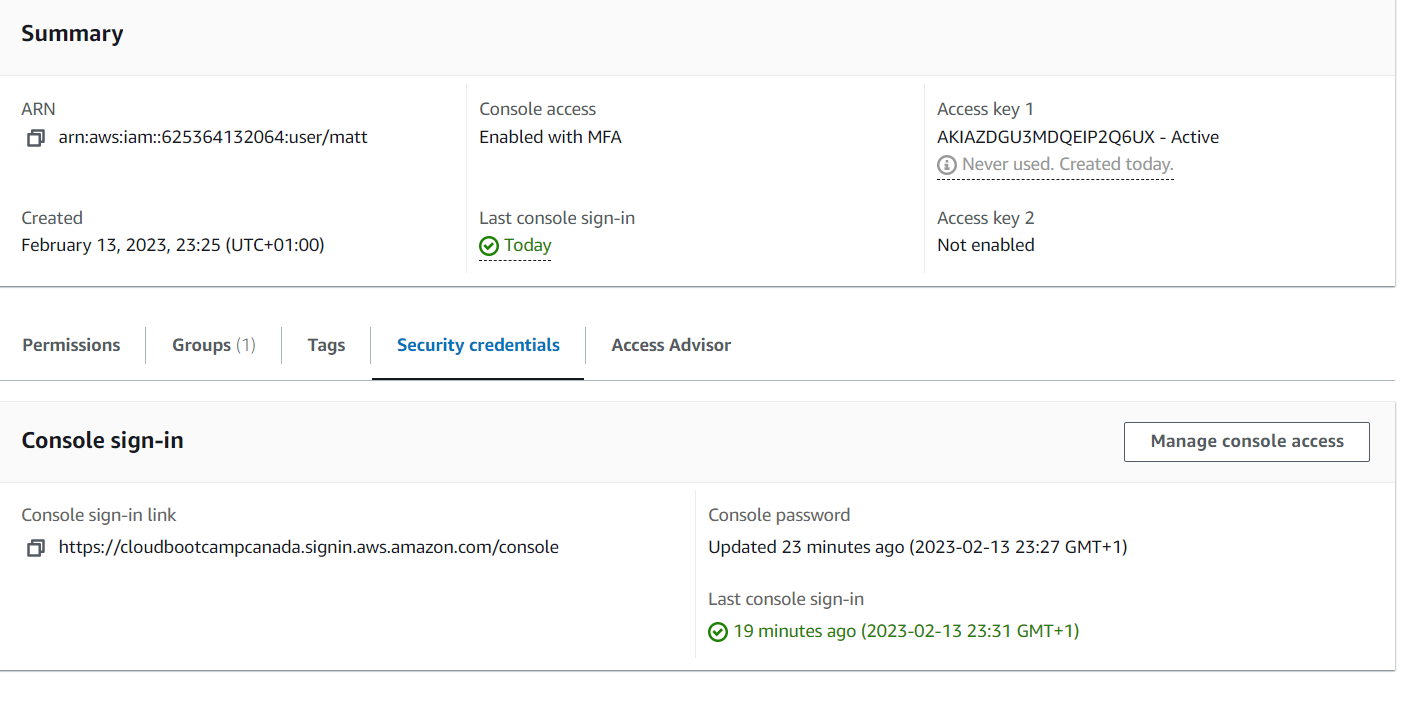 Summary
ARN
arn:aws:iam::625364132064:user/matt
Console access
Enabled with MFA
Access key 1
AKIAZDGU3MDQEIP2Q6UX - Active
Never used. Created today.
Created
February 13, 2023, 23:25 (UTC+01:00)
Last console sign-in
Today
Access key 2
Not enabled
Permissions
Groups (1)
Tags
Security credentials
Access Advisor
Console sign-in
Manage console access
Console sign-in link
https://cloudbootcampcanada.signin.aws.amazon.com/console
Console password
Updated 23 minutes ago (2023-02-13 23:27 GMT+1)
Last console sign-in
19 minutes ago (2023-02-13 23:31 GMT+1)